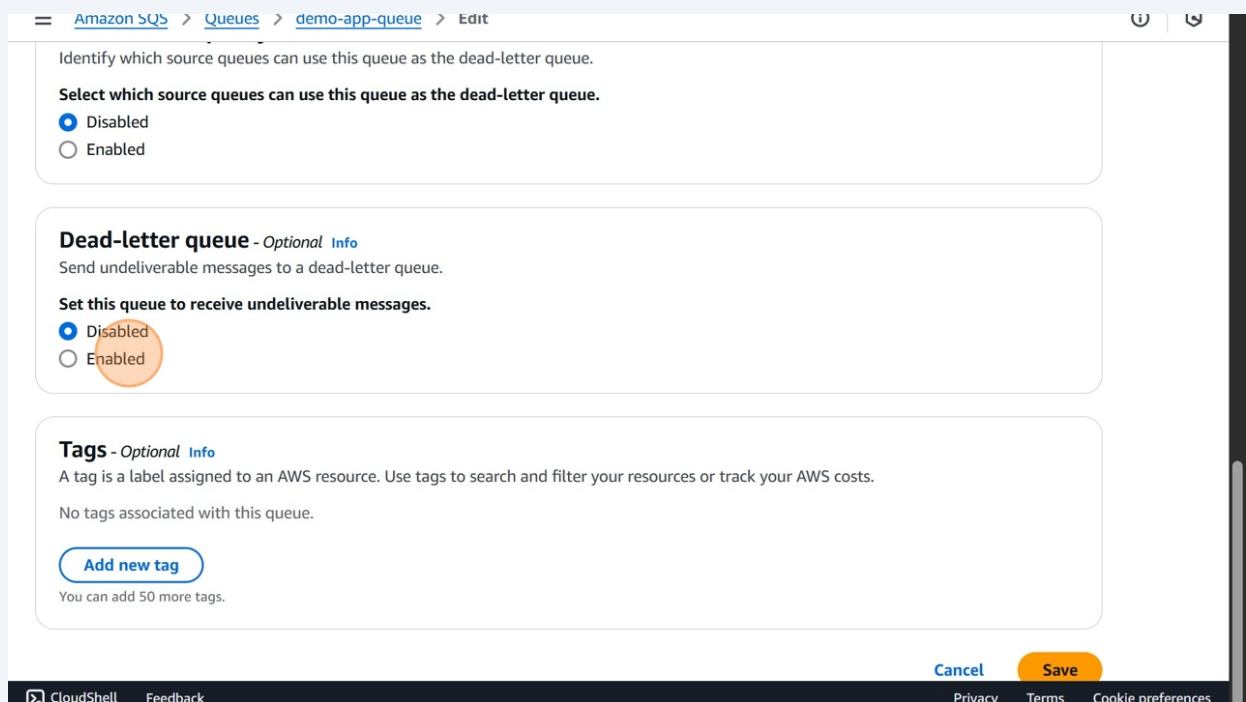 Amazon SQS > Queues > demo-app-queue > Edit
Identify which source queues can use this queue as the dead-letter queue.
Select which source queues can use this queue as the dead-letter queue.
Disabled
Enabled
Dead-letter queue - Optional Info
Send undeliverable messages to a dead-letter queue.
Set this queue to receive undeliverable messages.
Disabled
Enabled
Tags - Optional Info
A tag is a label assigned to an AWS resource. Use tags to search and filter your resources or track your AWS costs.
No tags associated with this queue.
Add new tag
You can add 50 more tags.
Cancel Save
CloudShell Feedback Privacy Terms Cookie preferences